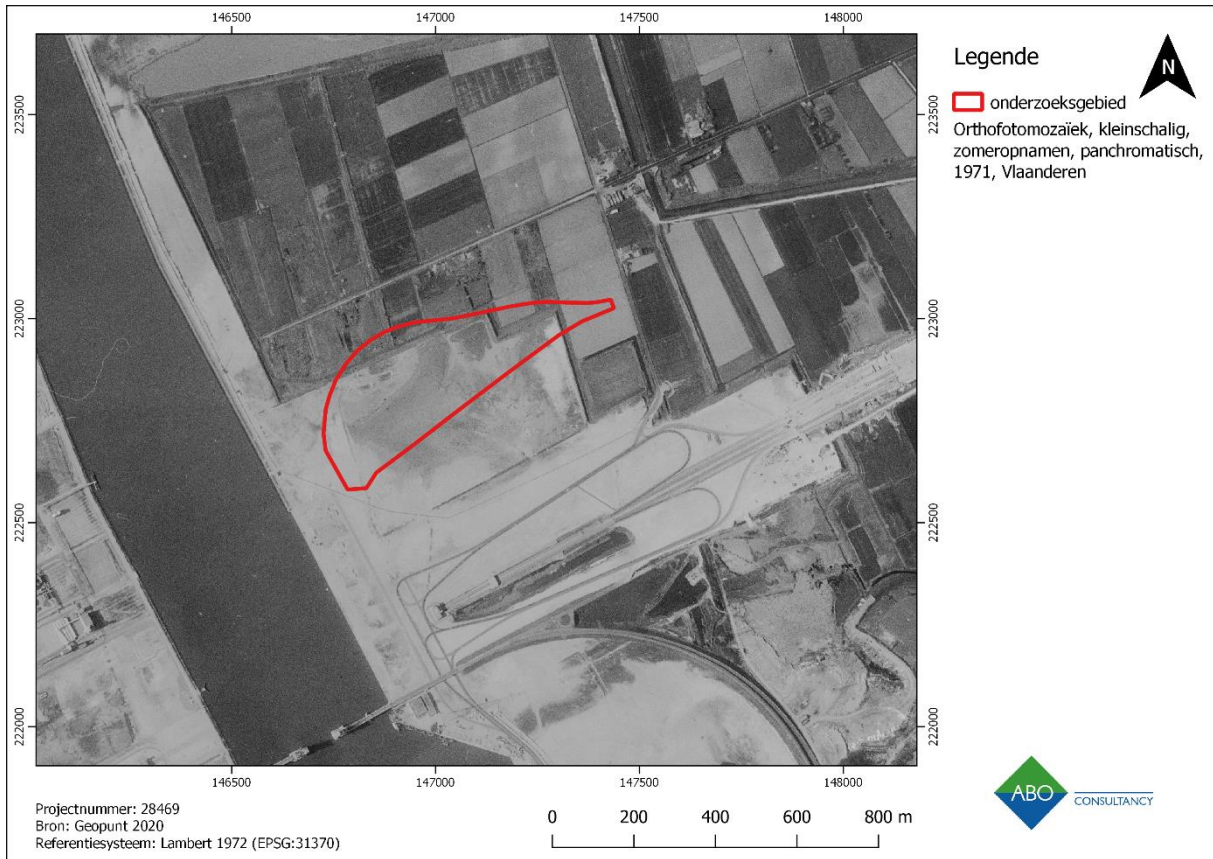 146500 147000 147500 148000
Legende
N
onderzoeksgebied
Orthofotomozaïek, kleinschalig,
zomeropnamen, panchromatisch,
1971, Vlaanderen
223500 223500
223000 223000
222500 222500
222000 222000
146500 147000 147500 148000
Projectnummer: 28469
Bron: Geopunt 2020
Referentiesysteem: Lambert 1972 (EPSG:31370)
0 200 400 600 800 m
ABO CONSULTANCY